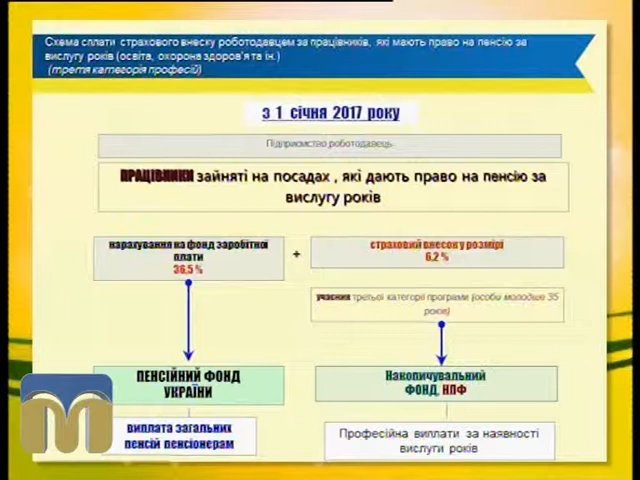 Схема сплати страхового внеску роботодавцем за працівників, які мають право на пенсію за
вислугу років (освіта, охорона здоров'я та ін.)
(третя категорія професій)
з 1 січня 2017 року
Підприємство роботодавець
ПРАЦІВНИКИ зайняті на посадах , які дають право на пенсію за
вислугу років
нарахування на фонд заробітної
плати
36,5 %
+
страховий внесок у розмірі
6,2 %
учасник третьої категорії програми (особи молодше 35
років)
ПЕНСІЙНИЙ ФОНД
УКРАЇНИ
Накопичувальний
ФОНД, НПФ
виплата загальних
пенсій пенсіонерам
Професійна виплати за наявності
вислуги років
M